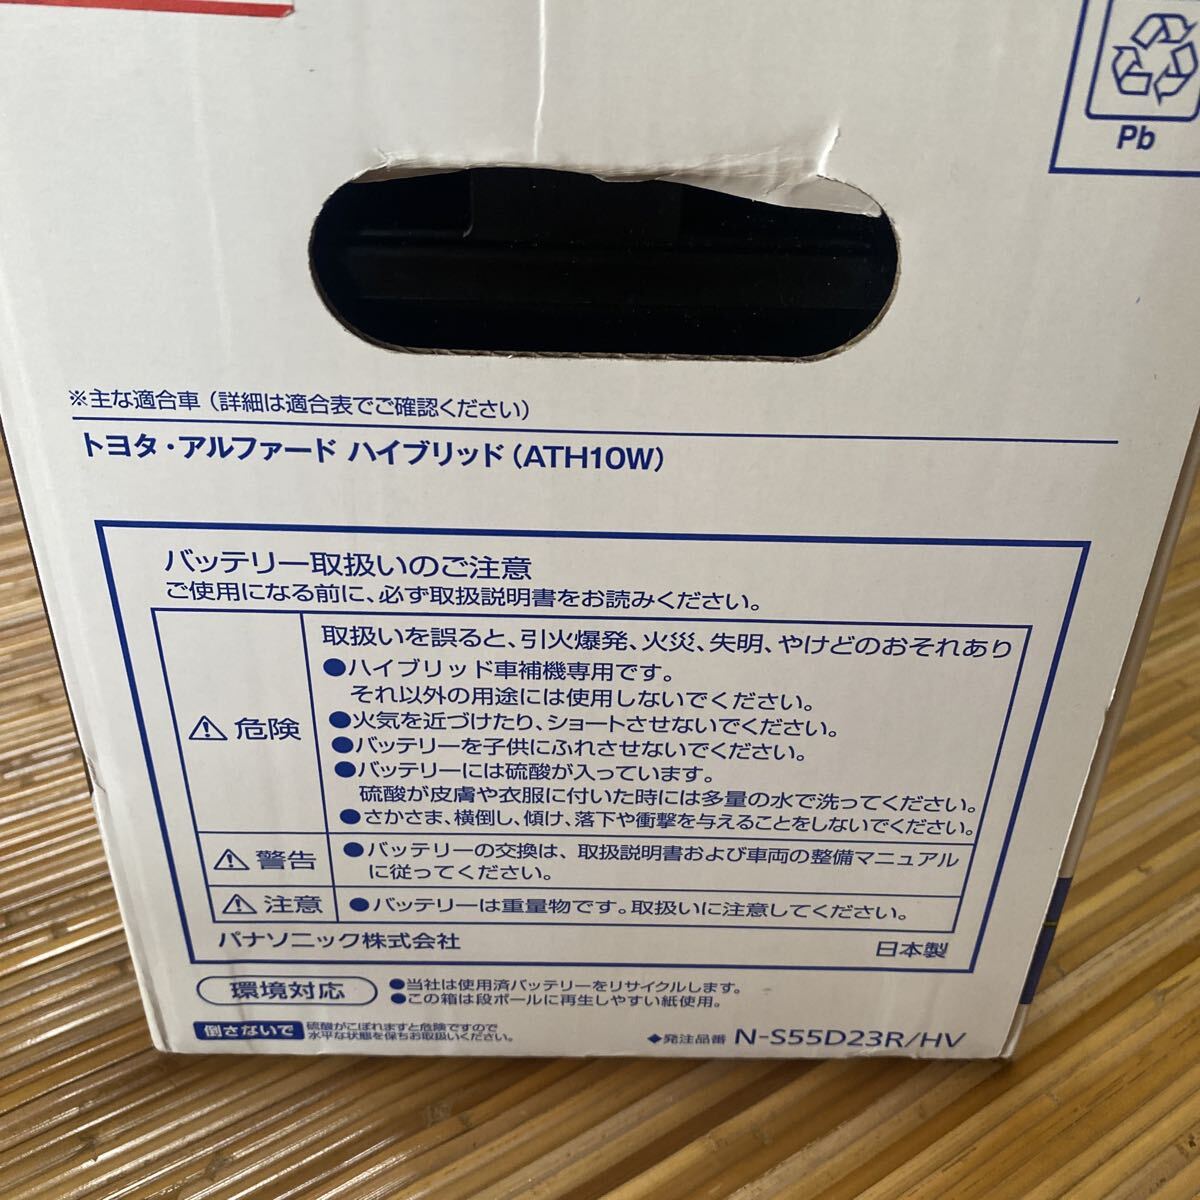 Pb
※主な適合車（詳細は適合表でご確認ください）
トヨタ・アルファード ハイブリッド（ATH10W）
バッテリー取扱いのご注意
ご使用になる前に、必ず取扱説明書をお読みください。
⚠危険
取扱いを誤ると、引火爆発、火災、失明、やけどのおそれあり
●ハイブリッド車補機専用です。
それ以外の用途には使用しないでください。
●火気を近づけたり、ショートさせないでください。
●バッテリーを子供にふれさせないでください。
●バッテリーには硫酸が入っています。
硫酸が皮膚や衣服に付いた時には多量の水で洗ってください。
●さかさま、横倒し、傾け、落下や衝撃を与えることをしないでください。
⚠警告
●バッテリーの交換は、取扱説明書および車両の整備マニュアル
に従ってください。
⚠注意
●バッテリーは重量物です。取扱いに注意してください。
パナソニック株式会社 日本製
環境対応
●当社は使用済バッテリーをリサイクルします。
●この箱は段ボールに再生しやすい紙使用。
倒さないで
硫酸がこぼれますと危険ですので
水平な状態を保ちお取扱いください。
◆発注品番 N-S55D23R/HV